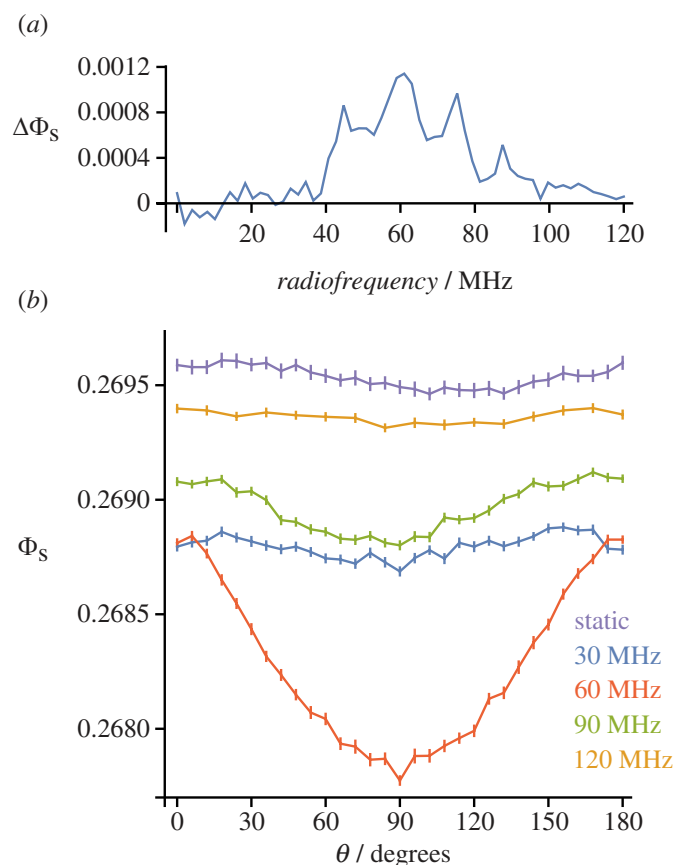 (a)
0.0012
0.0008
0.0004
0
ΔΦS
20 40 60 80 100 120
radiofrequency / MHz
(b)
0.2695
0.2690
0.2685
0.2680
ΦS
static
30 MHz
60 MHz
90 MHz
120 MHz
0 30 60 90 120 150 180
θ / degrees